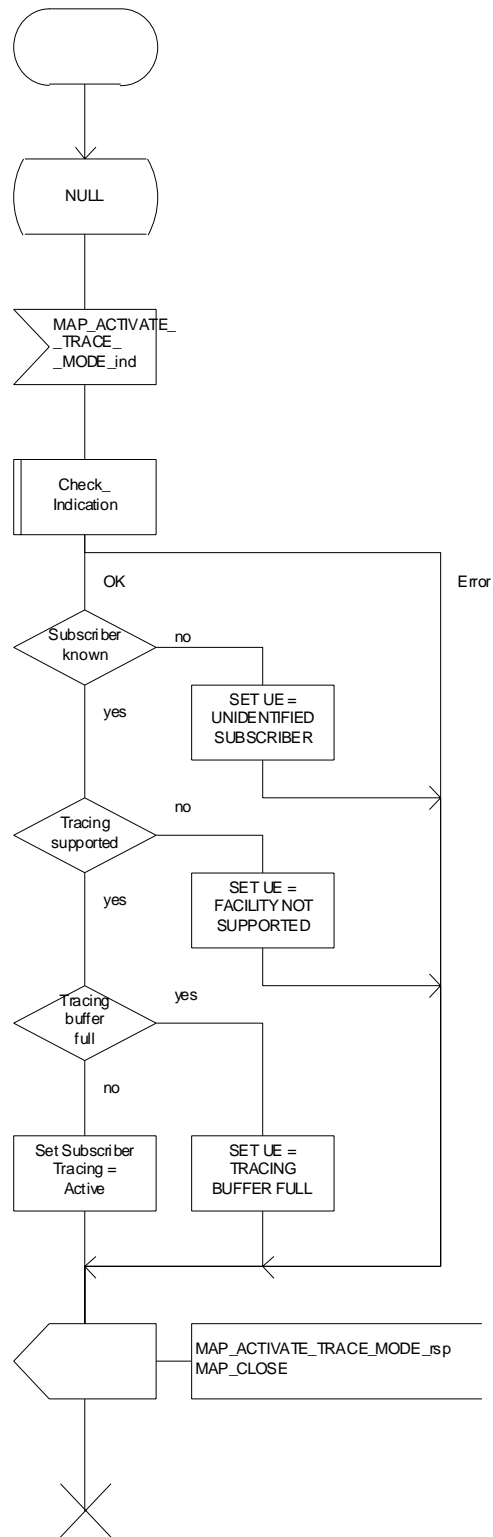 NULL
MAP_ACTIVATE_
_TRACE_
_MODE_ind
Check_
Indication
OK
Error
Subscriber
known
no
yes
SET UE =
UNIDENTIFIED
SUBSCRIBER
Tracing
supported
no
yes
SET UE =
FACILITY NOT
SUPPORTED
Tracing
buffer
full
yes
no
Set Subscriber
Tracing =
Active
SET UE =
TRACING
BUFFER FULL
MAP_ACTIVATE_TRACE_MODE_rsp
MAP_CLOSE